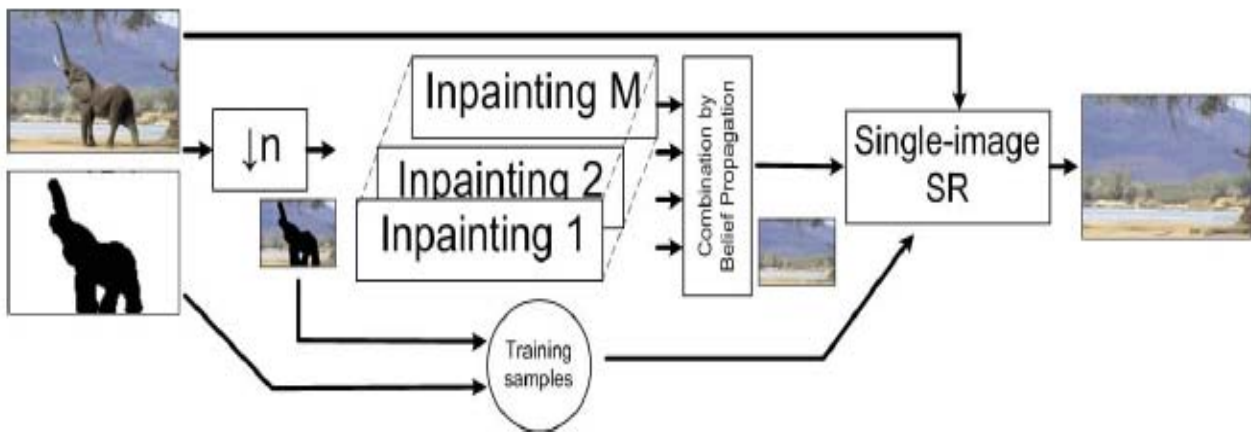 ↓n
Inpainting M
Inpainting 2
Inpainting 1
Combination by
Belief Propagation
Single-image
SR
Training
samples